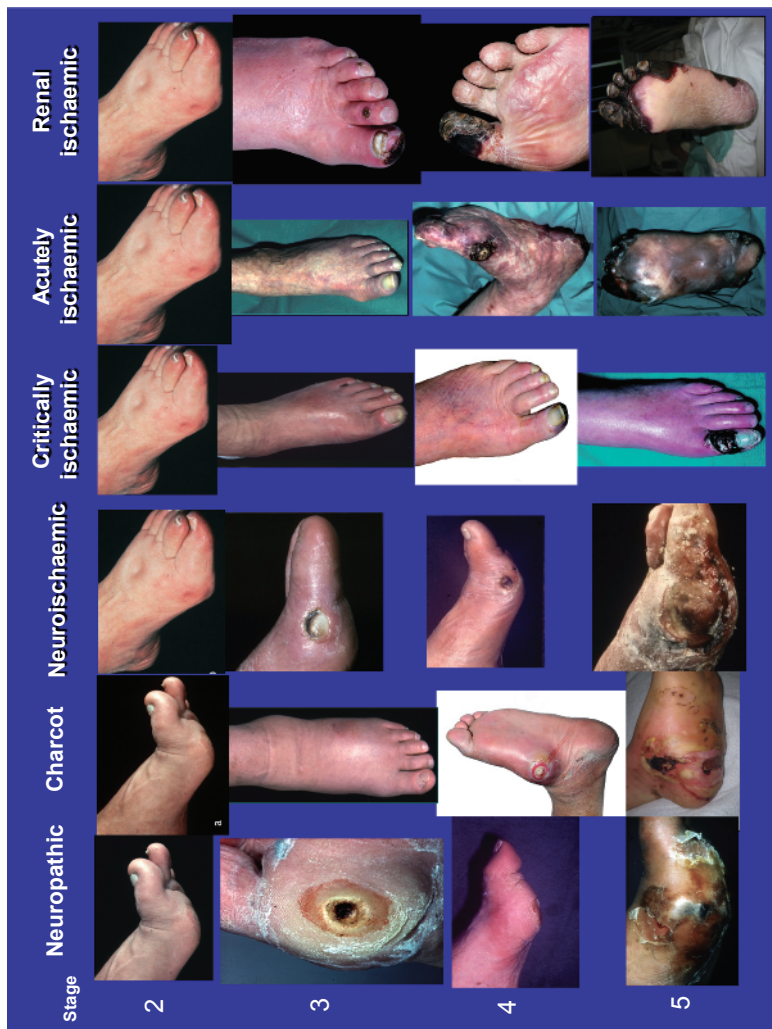 Stage
Neuropathic
Charcot
Neuroischaemic
Critically
ischaemic
Acutely
ischaemic
Renal
ischaemic
2
3
4
5
a